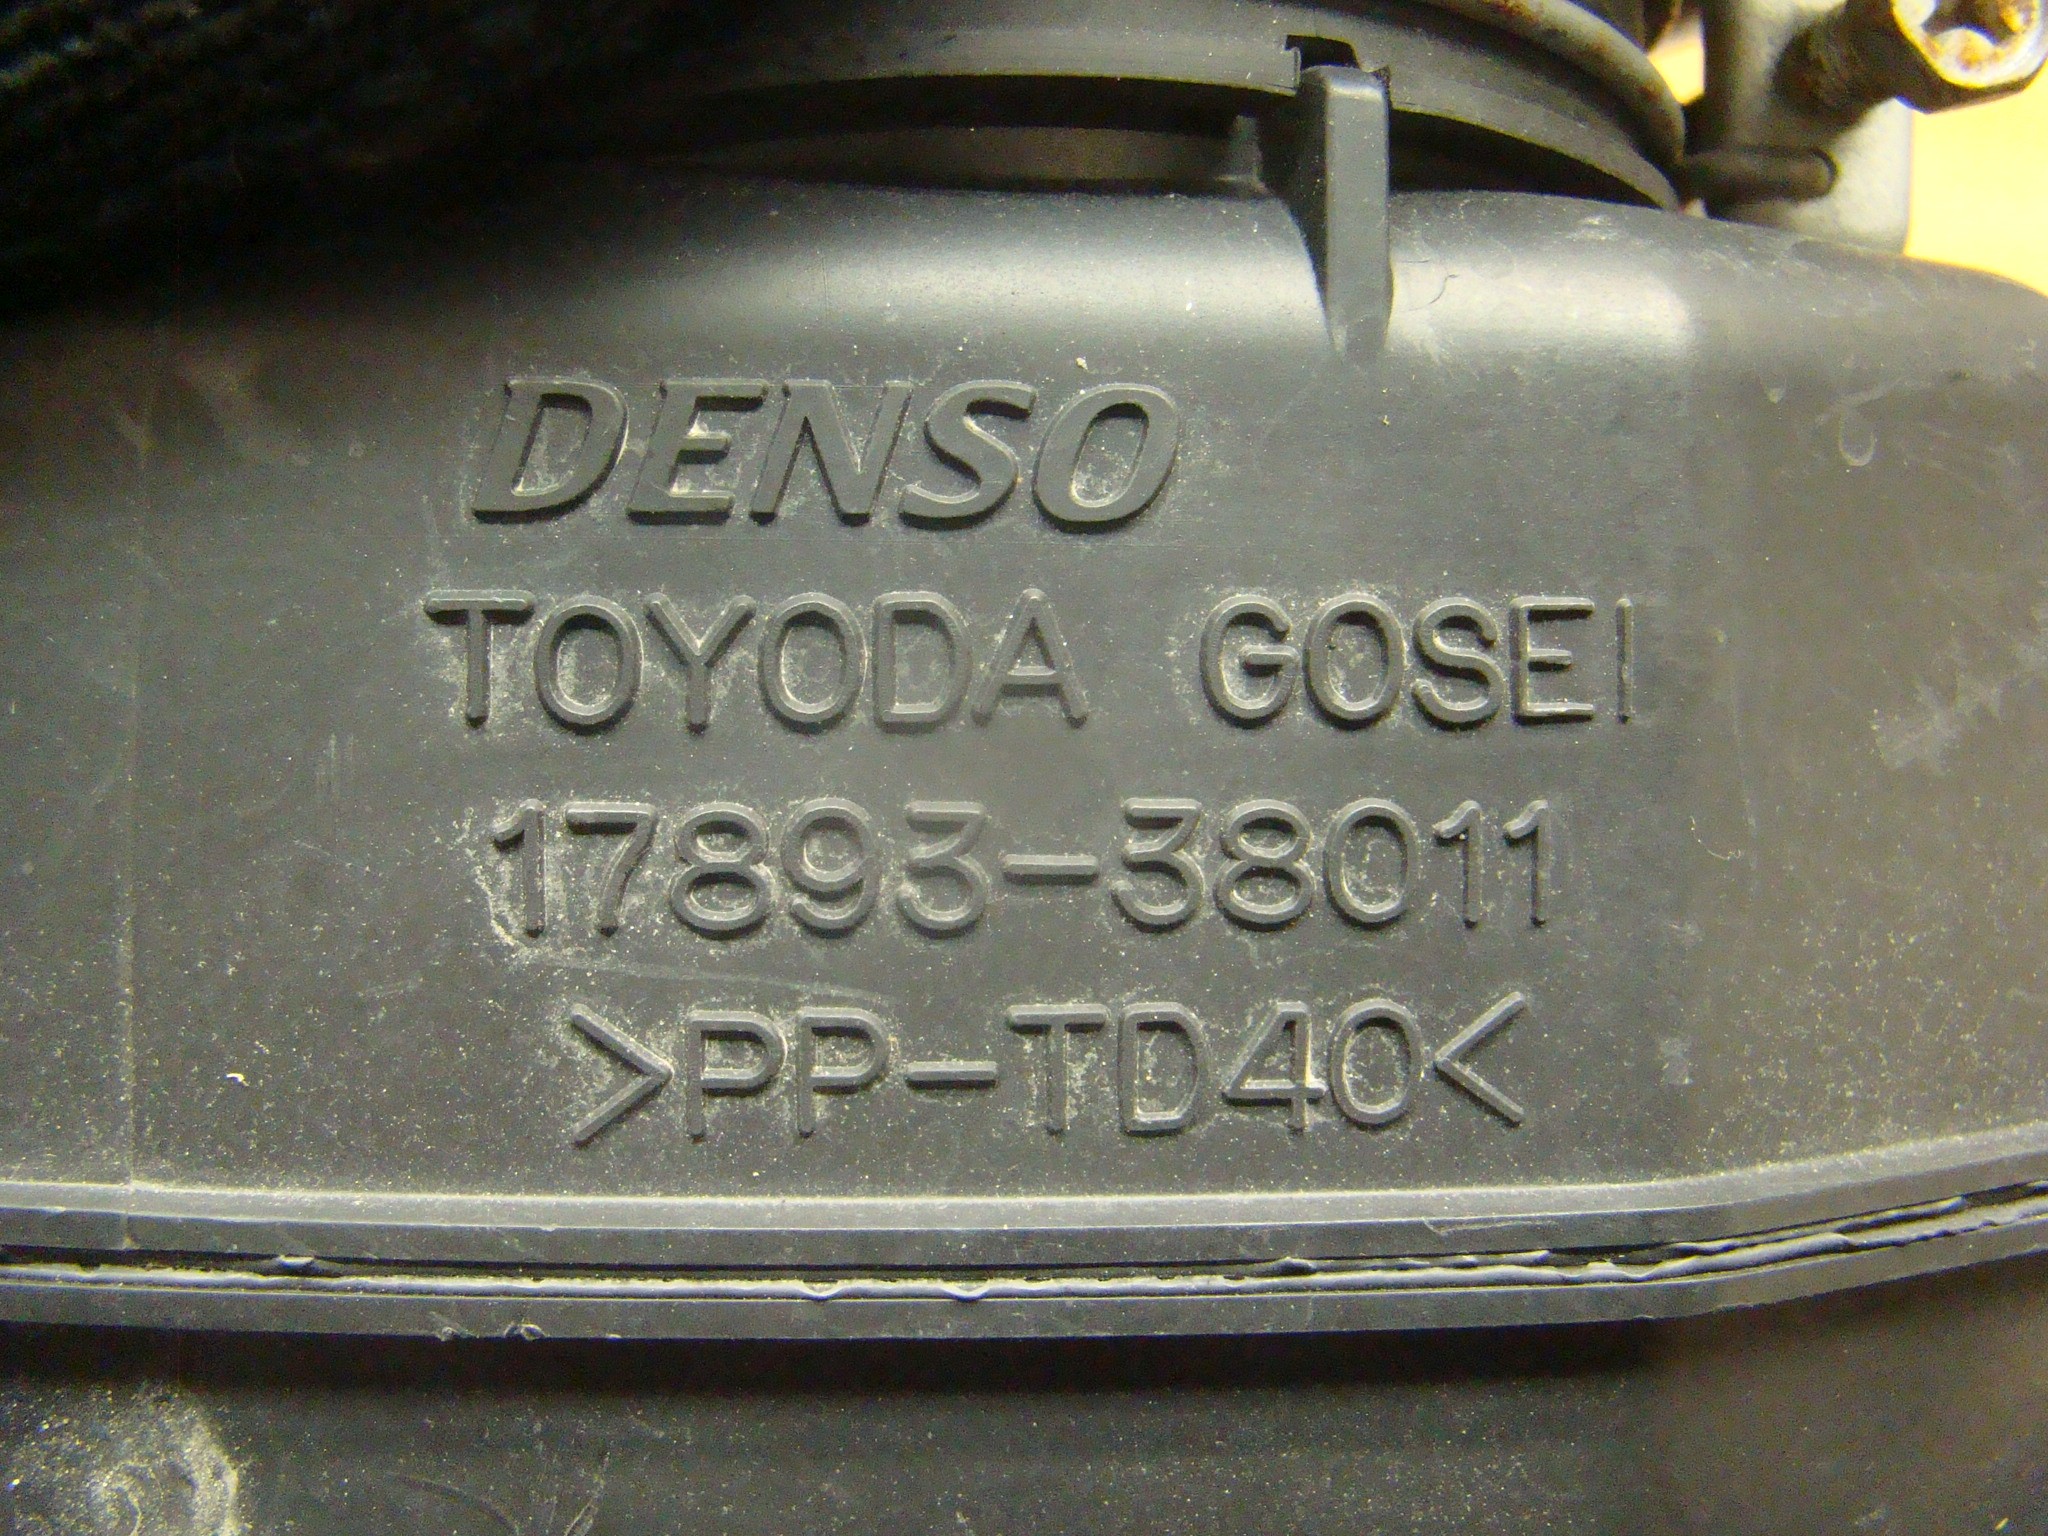 DENSO
TOYODA GOSEI
17893-38011
>PP-TD40<